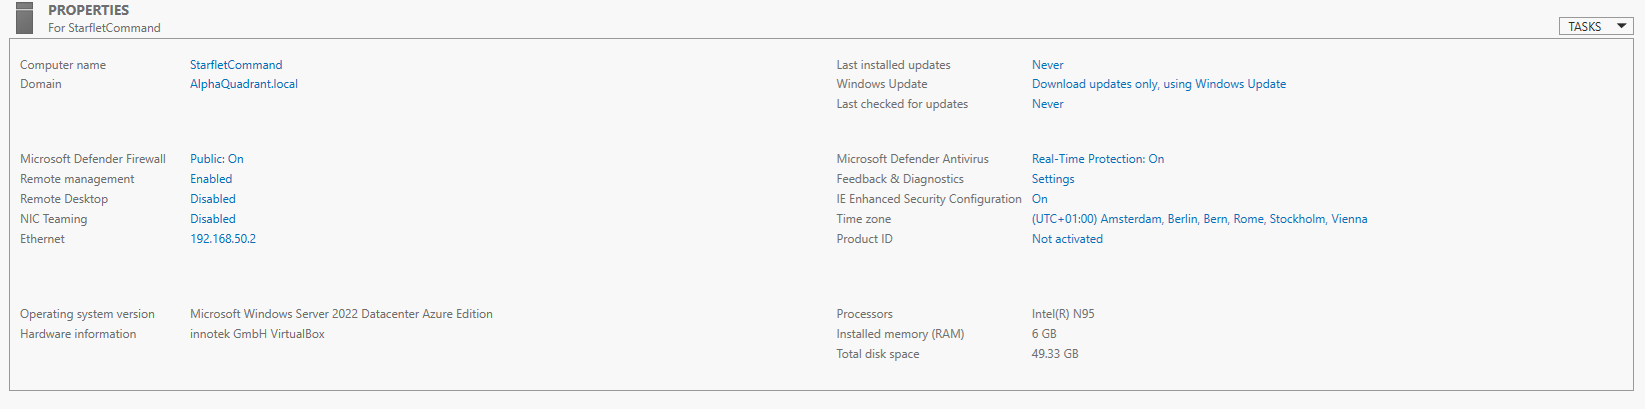 PROPERTIES
For StarfletCommand
TASKS
Computer name StarfletCommand
Domain AlphaQuadrant.local
Last installed updates Never
Windows Update Download updates only, using Windows Update
Last checked for updates Never
Microsoft Defender Firewall Public: On
Remote management Enabled
Remote Desktop Disabled
NIC Teaming Disabled
Ethernet 192.168.50.2
Microsoft Defender Antivirus Real-Time Protection: On
Feedback & Diagnostics Settings
IE Enhanced Security Configuration On
Time zone (UTC+01:00) Amsterdam, Berlin, Bern, Rome, Stockholm, Vienna
Product ID Not activated
Operating system version Microsoft Windows Server 2022 Datacenter Azure Edition
Hardware information innotek GmbH VirtualBox
Processors Intel(R) N95
Installed memory (RAM) 6 GB
Total disk space 49.33 GB